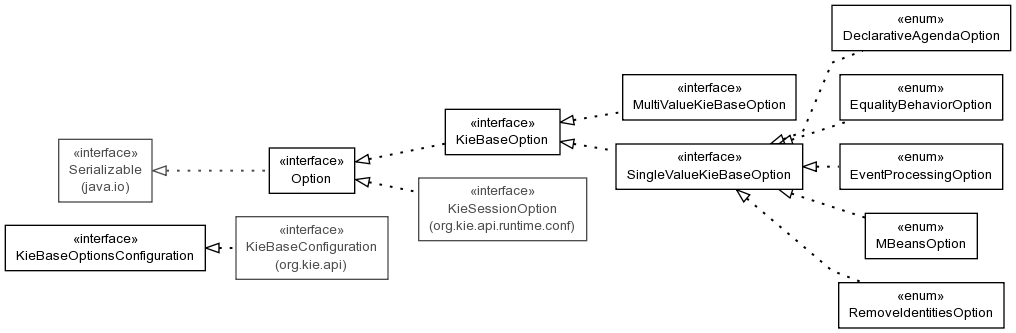 «enum»
DeclarativeAgendaOption
«interface»
MultiValueKieBaseOption
«enum»
EqualityBehaviorOption
«interface»
KieBaseOption
«interface»
Serializable
(java.io)
«interface»
Option
«interface»
SingleValueKieBaseOption
«enum»
EventProcessingOption
«interface»
KieSessionOption
(org.kie.api.runtime.conf)
«interface»
KieBaseOptionsConfiguration
«interface»
KieBaseConfiguration
(org.kie.api)
«enum»
MBeansOption
«enum»
RemoveIdentitiesOption